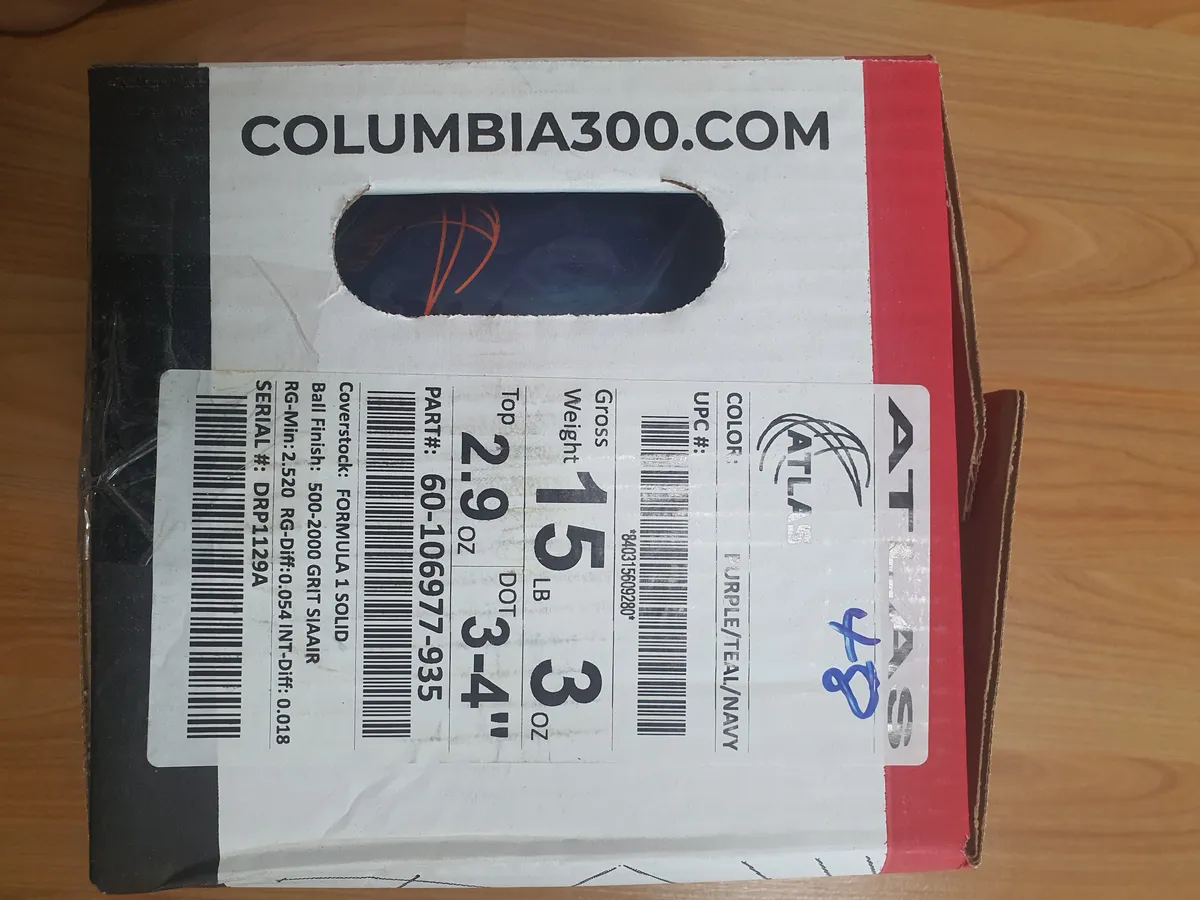 COLUMBIA300.COM
ATLAS
48
ATLAS
COLOR: PURPLE/TEAL/NAVY
UPC #:
*840315609280*
Gross Weight 15 LB 3 OZ
Top 2.9 OZ DOT 3-4"
PART#: 60-106977-935
Coverstock: FORMULA 1 SOLID
Ball Finish: 500-2000 GRIT SIAAIR
RG-Min: 2.520 RG-Diff:0.054 INT-Diff: 0.018
SERIAL #: DRP1129A